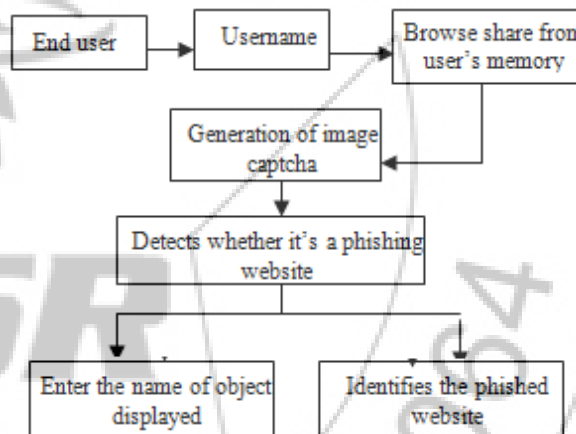 End user
Username
Browse share from
user's memory
Generation of image
captcha
Detects whether it's a phishing
website
Enter the name of object
displayed
Identifies the phished
website